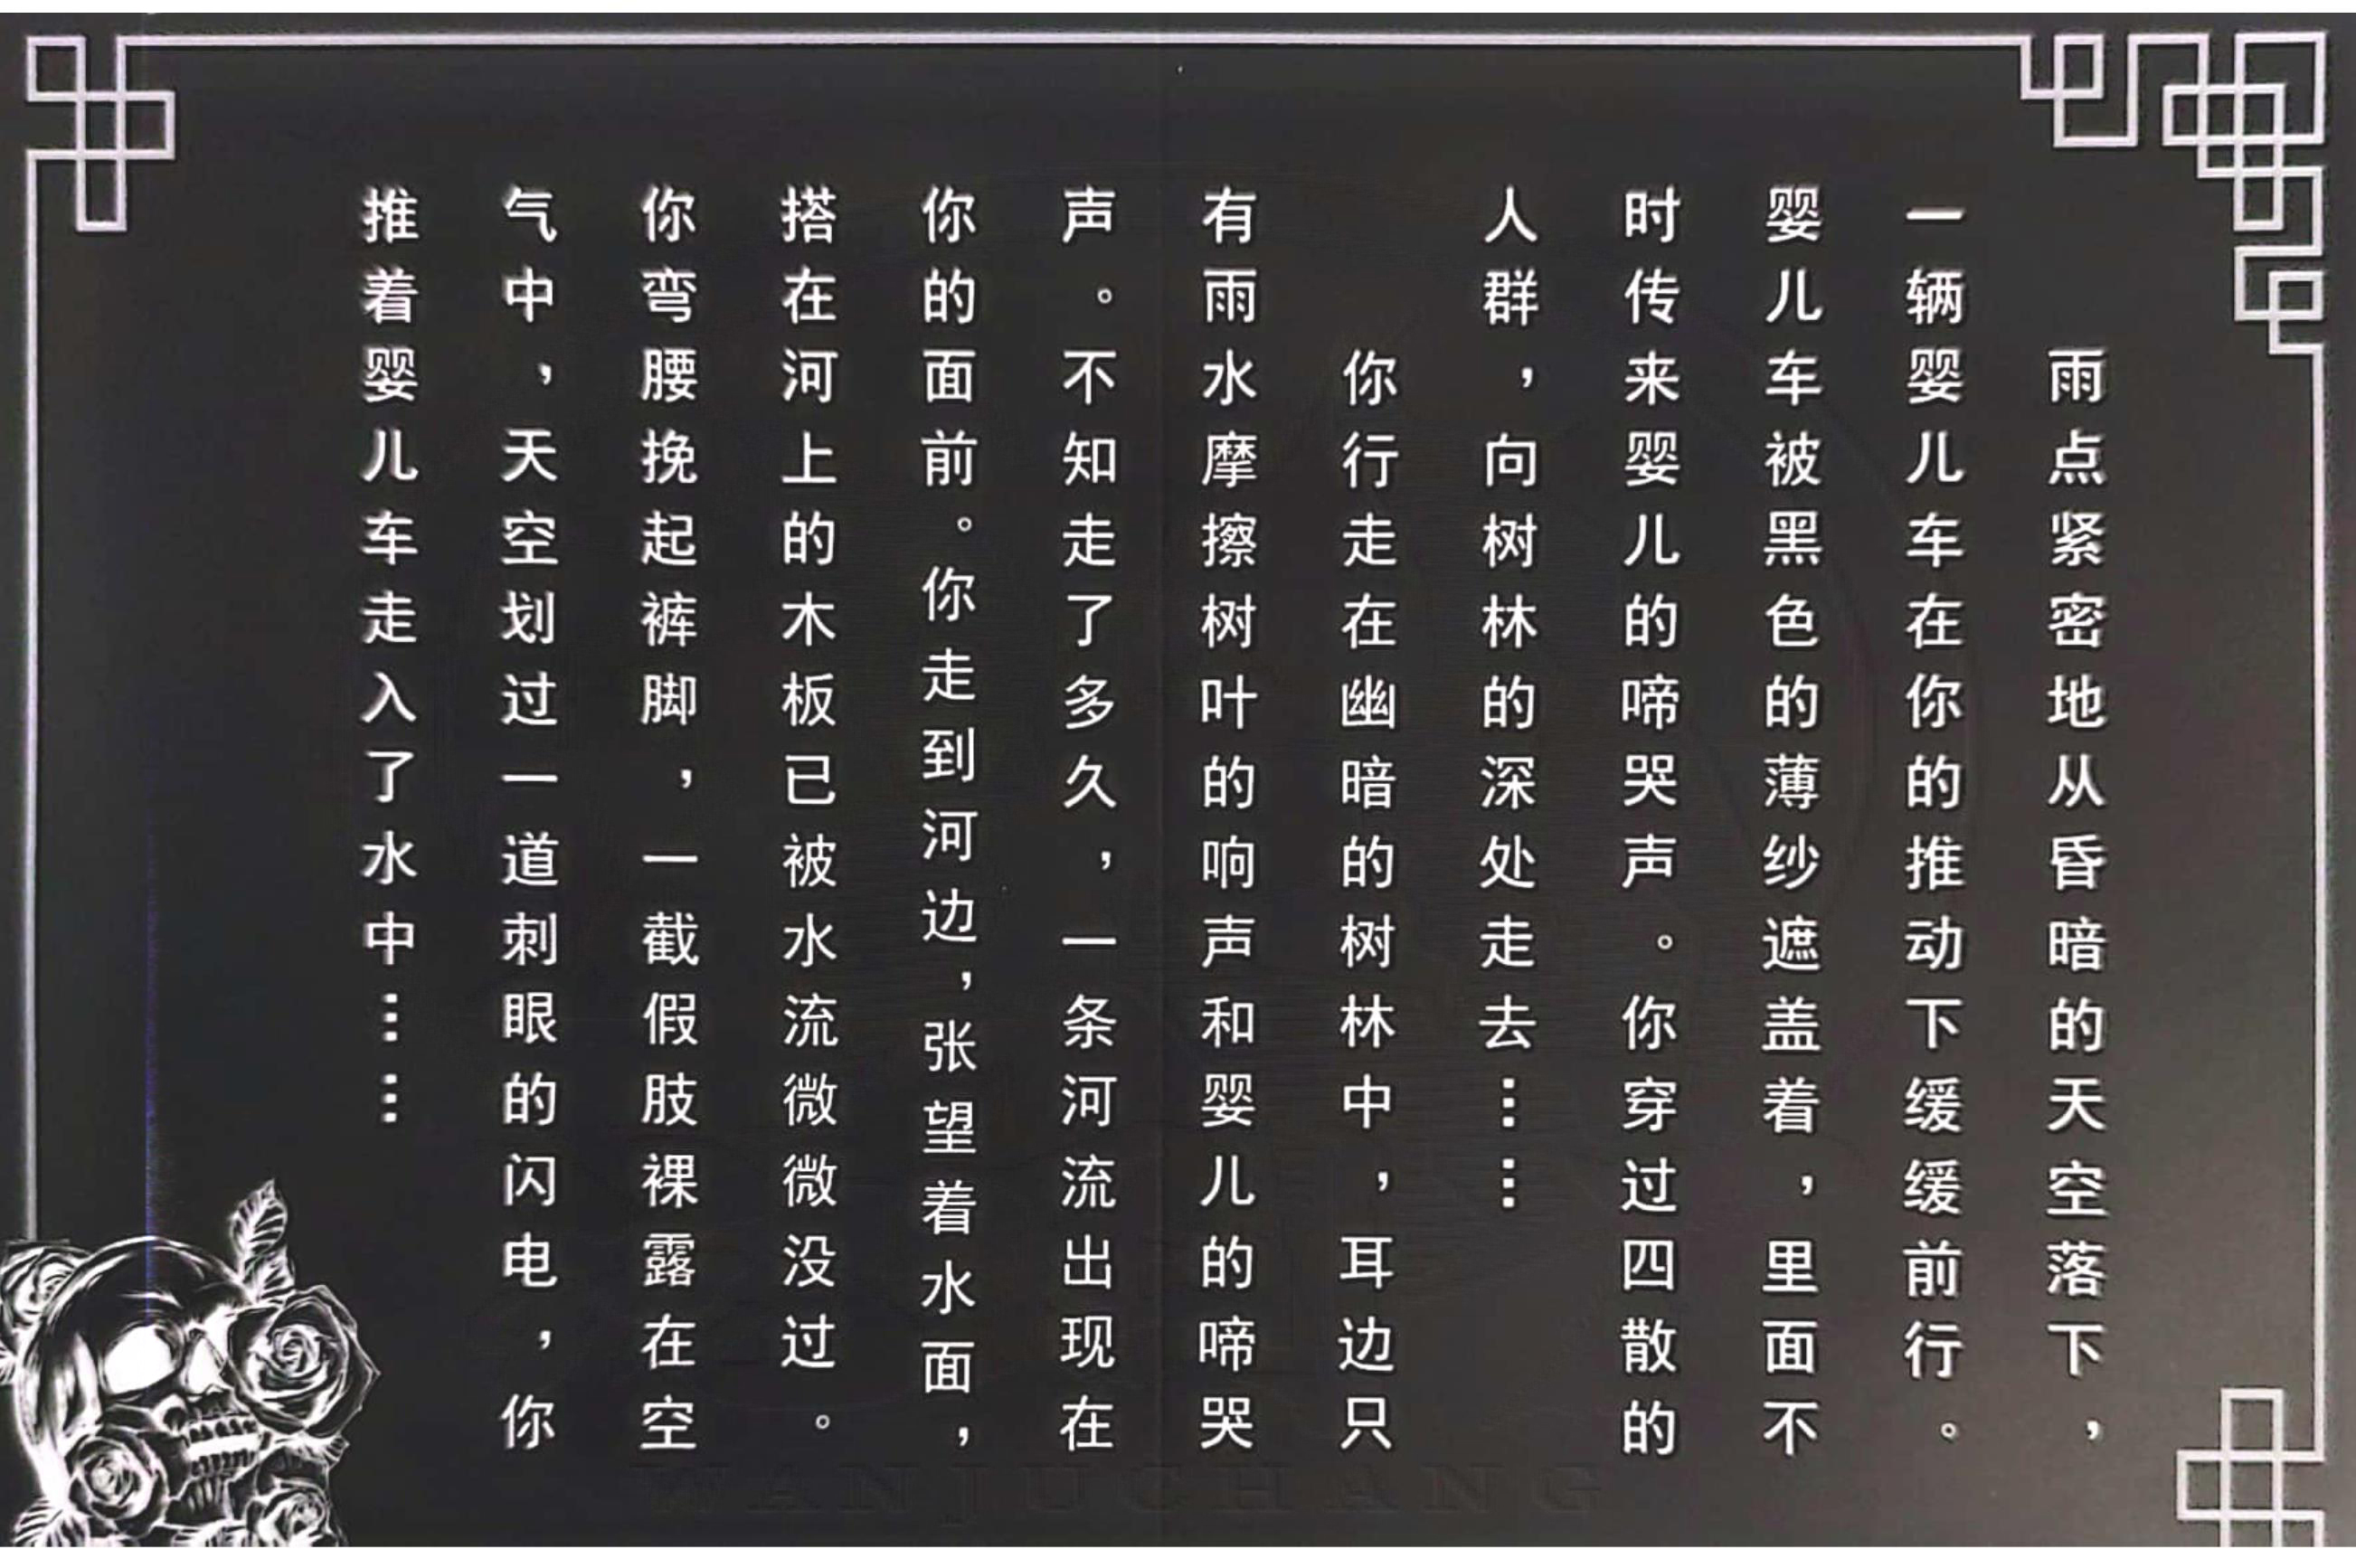 雨点紧密地从昏暗的天空落下，
一辆婴儿车在你的推动下缓缓前行。
婴儿车被黑色的薄纱遮盖着，里面不
时传来婴儿的啼哭声。你穿过四散的
人群，向树林的深处走去……
你行走在幽暗的树林中，耳边只
有雨水摩擦树叶的响声和婴儿的啼哭
声。不知走了多久，一条河流出现在
你的面前。你走到河边，张望着水面，
搭在河上的木板已被水流微微没过。
你弯腰挽起裤脚，一截假肢裸露在空
气中，天空划过一道刺眼的闪电，你
推着婴儿车走入了水中……
WANJUCHANG